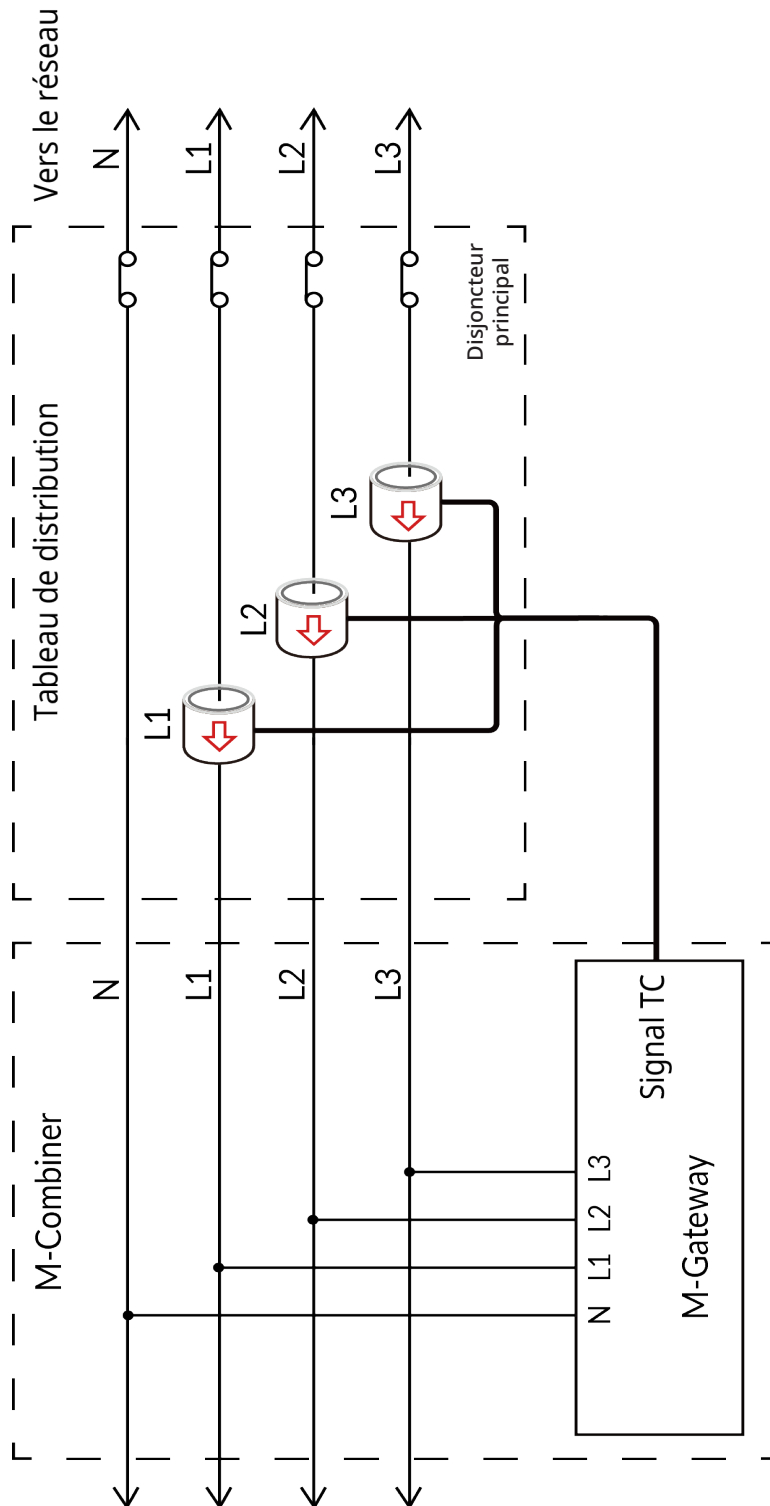 Vers le réseau
N
L1
L2
L3
Tableau de distribution
Disjoncteur
principal
L1
L2
L3
M-Combiner
N
L1
L2
L3
Signal TC
N
L1
L2
L3
M-Gateway